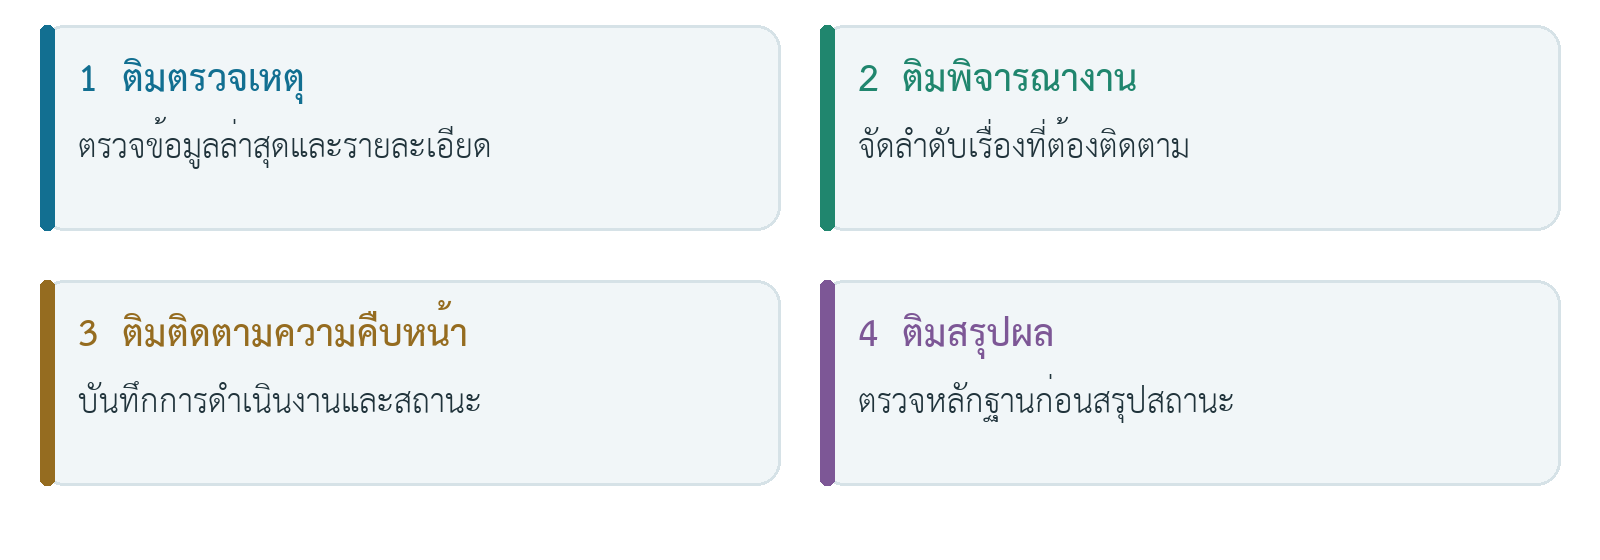 1 ติมตรวจเหตุ
ตรวจข้อมูลล่าสุดและรายละเอียด
2 ติมพิจารณางาน
จัดลำดับเรื่องที่ต้องติดตาม
3 ติมติดตามความคืบหน้า
บันทึกการดำเนินงานและสถานะ
4 ติมสรุปผล
ตรวจหลักฐานก่อนสรุปสถานะ